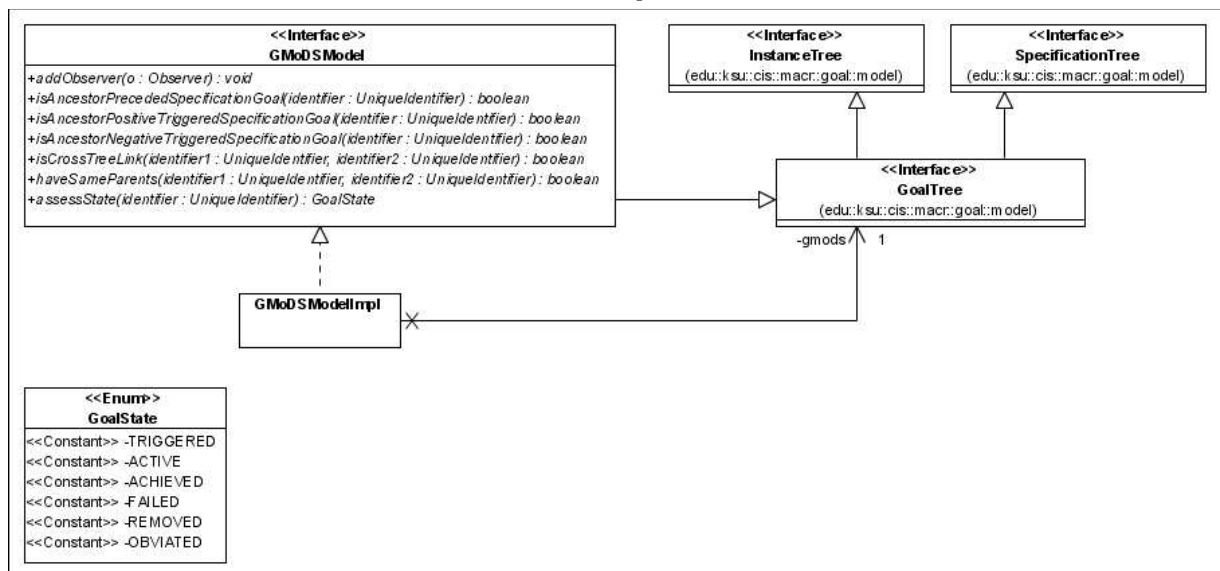 <<Interface>>
GMoDSModel
+addObserver(o : Observer) : void
+isAncestorPrecededSpecificationGoal(identifier : UniqueIdentifier) : boolean
+isAncestorPositiveTriggeredSpecificationGoal(identifier : UniqueIdentifier) : boolean
+isAncestorNegativeTriggeredSpecificationGoal(identifier : UniqueIdentifier) : boolean
+isCrossTreeLink(identifier1 : UniqueIdentifier, identifier2 : UniqueIdentifier) : boolean
+haveSameParents(identifier1 : UniqueIdentifier, identifier2 : UniqueIdentifier) : boolean
+assessState(identifier : UniqueIdentifier) : GoalState
<<Interface>>
InstanceTree
(edu::ksu::cis::macr::goal::model)
<<Interface>>
SpecificationTree
(edu::ksu::cis::macr::goal::model)
<<Interface>>
GoalTree
(edu::ksu::cis::macr::goal::model)
-gmods 1
GMoDSModelImpl
<<Enum>>
GoalState
<<Constant>> -TRIGGERED
<<Constant>> -ACTIVE
<<Constant>> -ACHIEVED
<<Constant>> -FAILED
<<Constant>> -REMOVED
<<Constant>> -OBVIATED